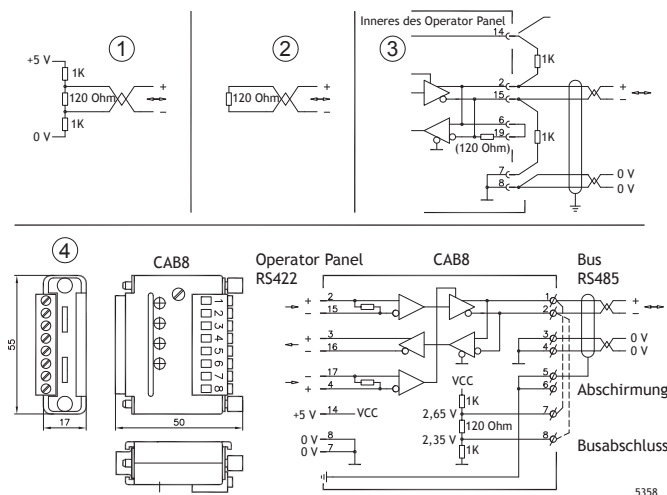 1
+5 V
1K
120 Ohm
+
–
1K
0 V
2
120 Ohm
+
–
3
Inneres des Operator Panel
14
1K
2
+
15
–
6
19
(120 Ohm)
1K
7
0 V
8
0 V
4
CAB8
55
17
50
1
2
3
4
5
6
7
8
Operator Panel
RS422
CAB8
Bus
RS485
+ 2
– 15
+ 3
– 16
– 17
+ 4
+5 V 14 VCC
0 V 8
0 V 7
VCC
1K
2,65 V
120 Ohm
2,35 V
1K
1 +
2 –
3 0 V
4 0 V
5
6
Abschirmung
7
8
Busabschluss
5358